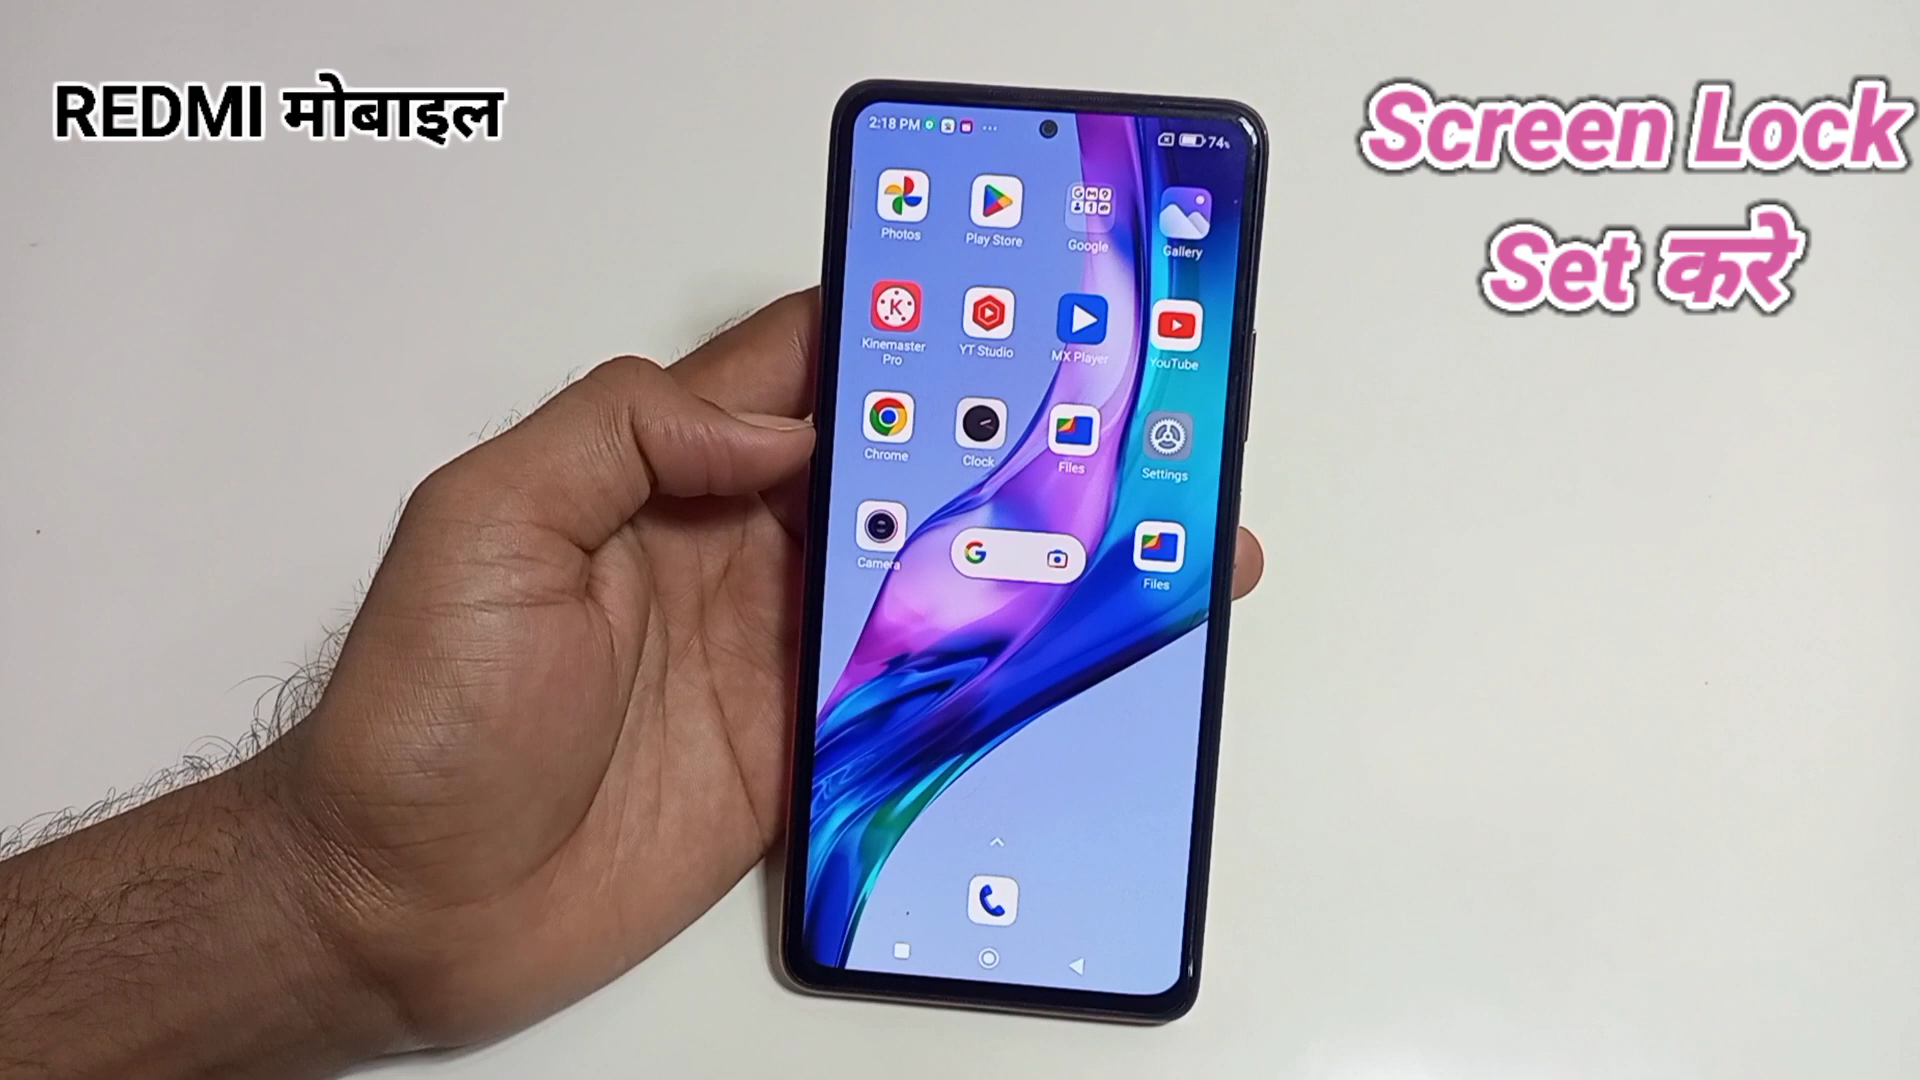 REDMI मोबाइल
Screen Lock
Set करे
2:18 PM
74%
Photos
Play Store
Google
Gallery
Kinemaster
Pro
YT Studio
MX Player
YouTube
Chrome
Clock
Files
Settings
Camera
Files